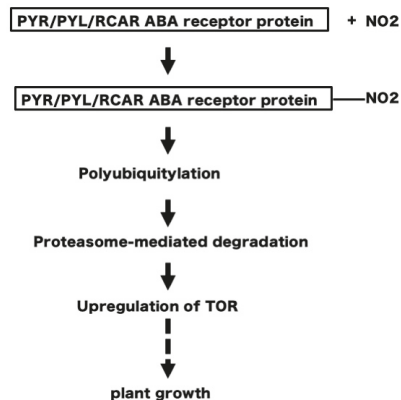 PYR/PYL/RCAR ABA receptor protein + NO2
PYR/PYL/RCAR ABA receptor protein NO2
Polyubiquitylation
Proteasome-mediated degradation
Upregulation of TOR
plant growth